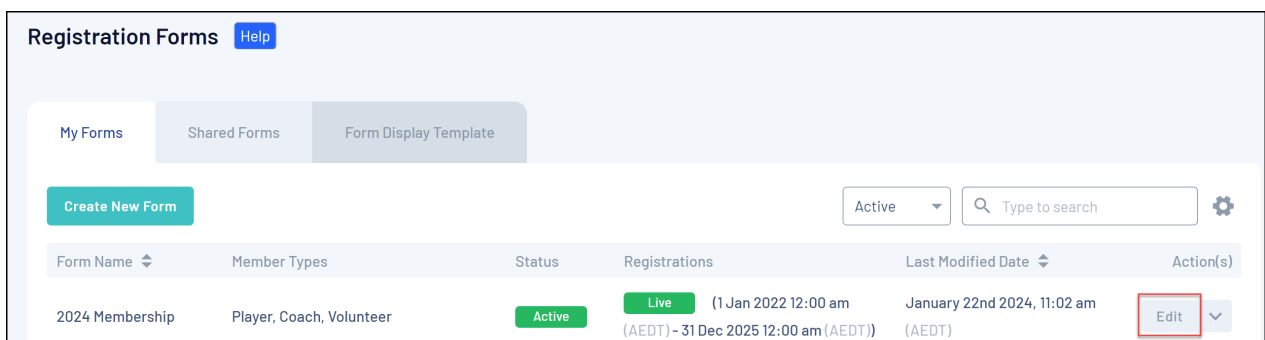 Registration Forms Help
My Forms Shared Forms Form Display Template
Create New Form Active Type to search
Form Name Member Types Status Registrations Last Modified Date Action(s)
2024 Membership Player, Coach, Volunteer Active Live (1 Jan 2022 12:00 am January 22nd 2024, 11:02 am Edit
(AEDT) - 31 Dec 2025 12:00 am (AEDT)) (AEDT)